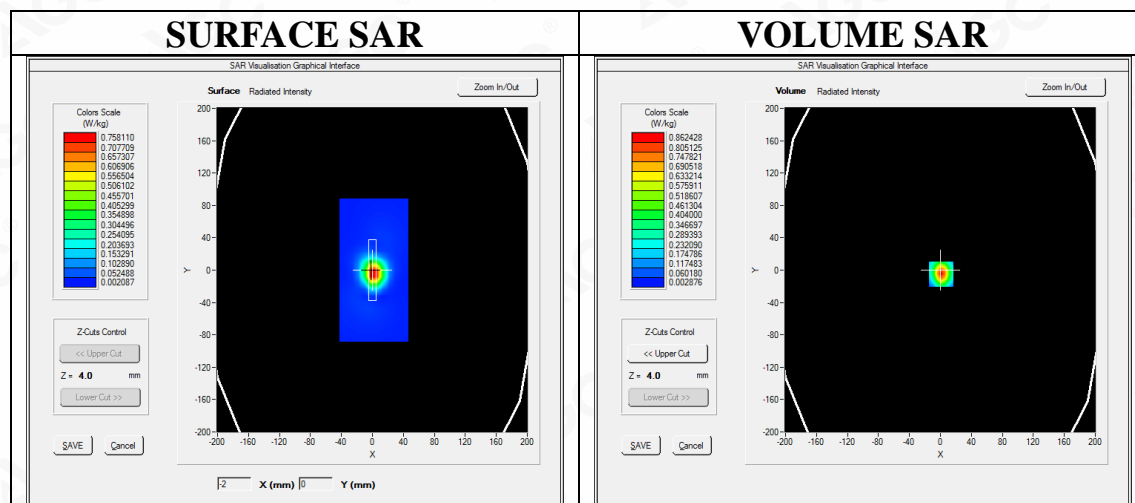 SURFACE SAR
SAR Visualisation Graphical Interface
Surface Radiated Intensity
Zoom In/Out
Colors Scale
(W/kg)
0.758110
0.707709
0.657307
0.606906
0.556504
0.506102
0.455701
0.405299
0.354898
0.304496
0.254095
0.203693
0.153291
0.102890
0.052488
0.002087
Z-Cuts Control
<< Upper Cut
Z = 4.0 mm
Lower Cut >>
SAVE Cancel
200
160
120
80
40
0
-40
-80
-120
-160
-200
Y
-200 -160 -120 -80 -40 0 40 80 120 160 200
X
-2 X (mm) 0 Y (mm)
VOLUME SAR
SAR Visualisation Graphical Interface
Volume Radiated Intensity
Zoom In/Out
Colors Scale
(W/kg)
0.862428
0.805125
0.747821
0.690518
0.633214
0.575911
0.518607
0.461304
0.404000
0.346697
0.289393
0.232090
0.174786
0.117483
0.060180
0.002876
Z-Cuts Control
<< Upper Cut
Z = 4.0 mm
Lower Cut >>
SAVE Cancel
200
160
120
80
40
0
-40
-80
-120
-160
-200
Y
-200 -160 -120 -80 -40 0 40 80 120 160 200
X